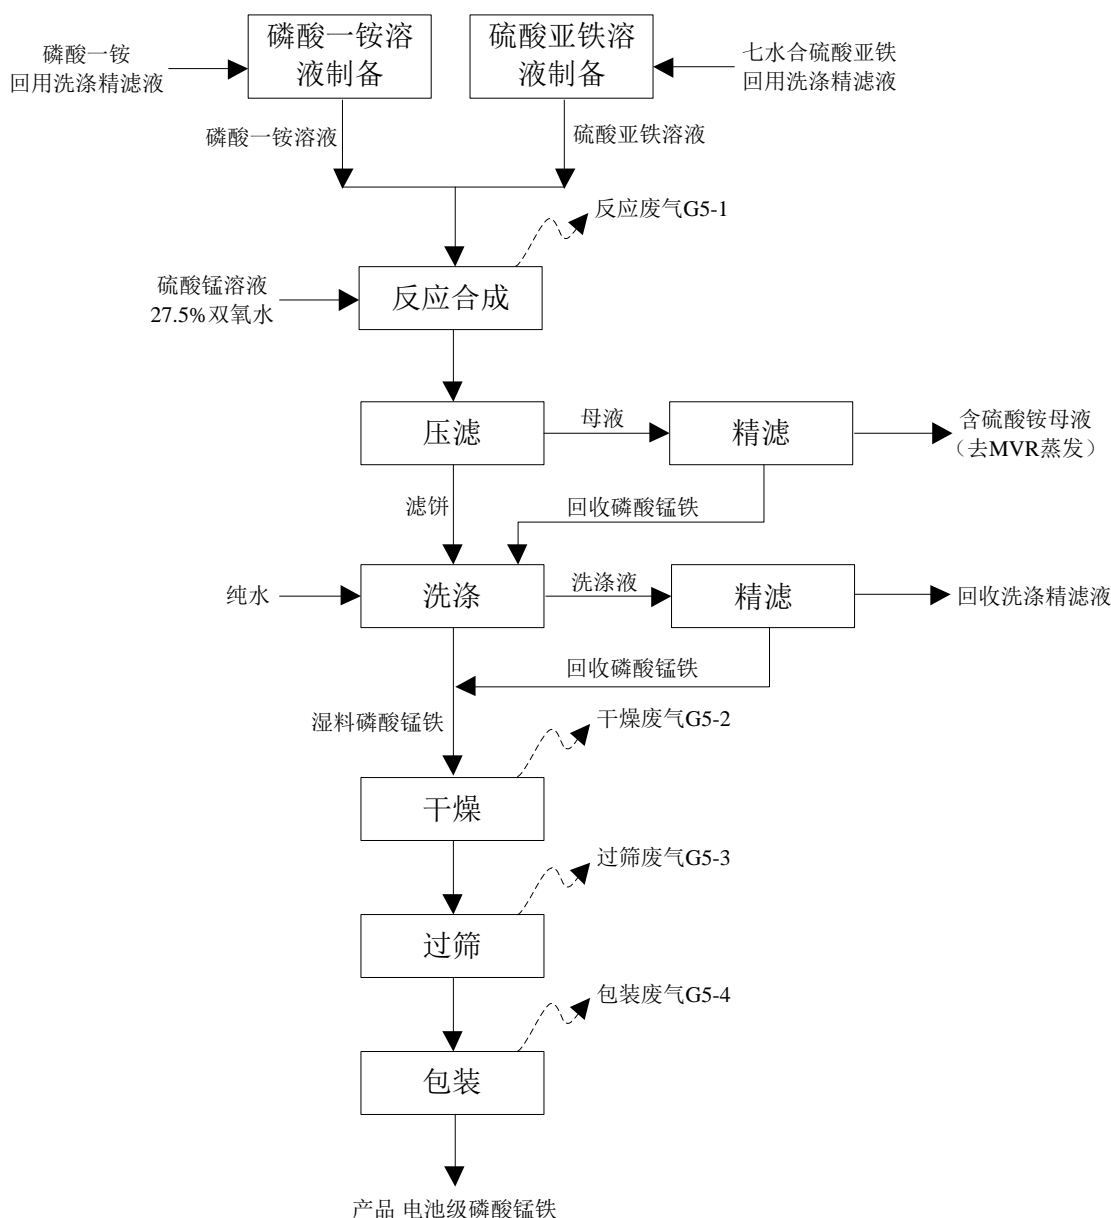 磷酸一铵
回用洗涤精滤液
磷酸一铵溶
液制备
硫酸亚铁溶
液制备
七水合硫酸亚铁
回用洗涤精滤液
磷酸一铵溶液
硫酸亚铁溶液
反应废气G5-1
硫酸锰溶液
27.5%双氧水
反应合成
压滤
母液
精滤
含硫酸铵母液
（去MVR蒸发）
滤饼
回收磷酸锰铁
纯水
洗涤
洗涤液
精滤
回收洗涤精滤液
回收磷酸锰铁
湿料磷酸锰铁
干燥废气G5-2
干燥
过筛废气G5-3
过筛
包装废气G5-4
包装
产品 电池级磷酸锰铁